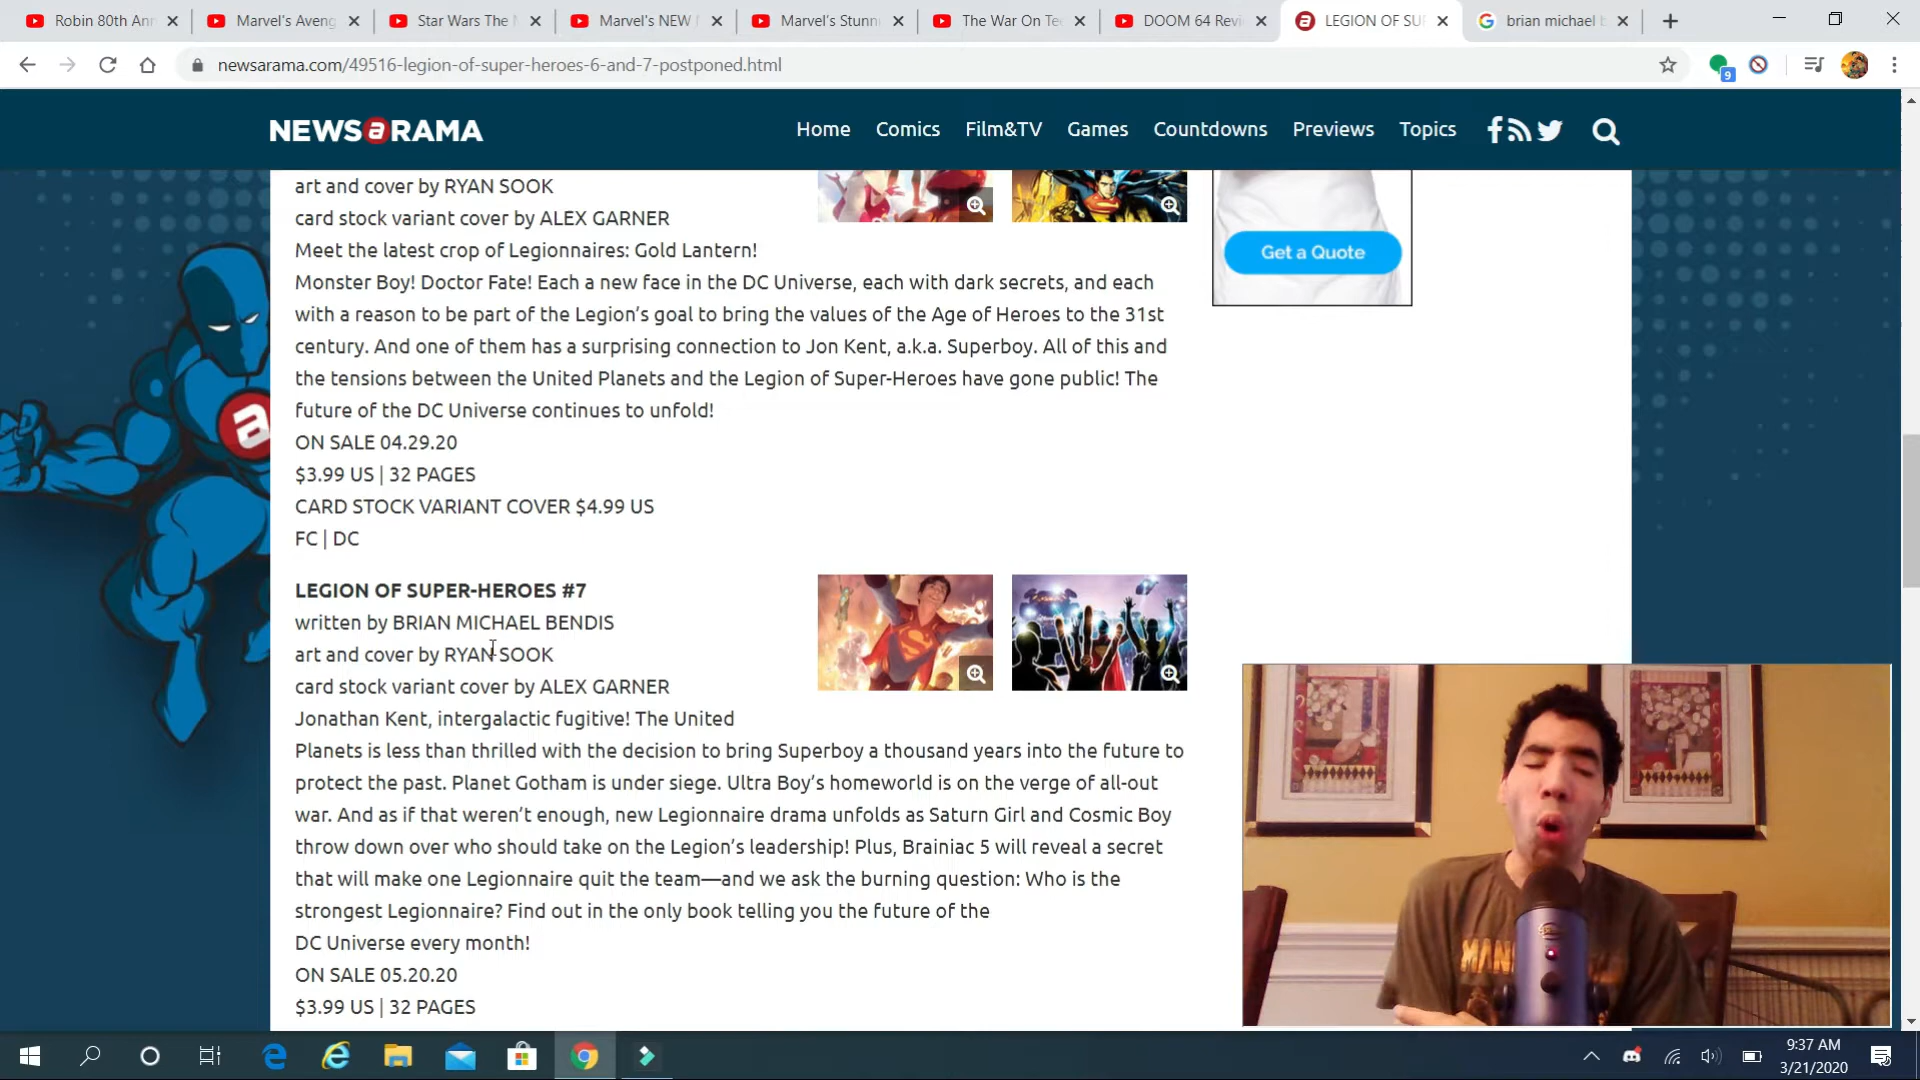 Robin 80th Ann
Marvel's Aveng
Star Wars The M
Marvel's NEW
Marvel's Stunn
The War On Te
DOOM 64 Revi
LEGION OF SU
brian michael b
newsarama.com/49516-legion-of-super-heroes-6-and-7-postponed.html
9
NEWSaRAMA
Home Comics Film&TV Games Countdowns Previews Topics
art and cover by RYAN SOOK
card stock variant cover by ALEX GARNER
Meet the latest crop of Legionnaires: Gold Lantern!
Monster Boy! Doctor Fate! Each a new face in the DC Universe, each with dark secrets, and each
with a reason to be part of the Legion’s goal to bring the values of the Age of Heroes to the 31st
century. And one of them has a surprising connection to Jon Kent, a.k.a. Superboy. All of this and
the tensions between the United Planets and the Legion of Super-Heroes have gone public! The
future of the DC Universe continues to unfold!
ON SALE 04.29.20
$3.99 US | 32 PAGES
CARD STOCK VARIANT COVER $4.99 US
FC | DC
Get a Quote
LEGION OF SUPER-HEROES #7
written by BRIAN MICHAEL BENDIS
art and cover by RYAN SOOK
card stock variant cover by ALEX GARNER
Jonathan Kent, intergalactic fugitive! The United
Planets is less than thrilled with the decision to bring Superboy a thousand years into the future to
protect the past. Planet Gotham is under siege. Ultra Boy’s homeworld is on the verge of all-out
war. And as if that weren’t enough, new Legionnaire drama unfolds as Saturn Girl and Cosmic Boy
throw down over who should take on the Legion’s leadership! Plus, Brainiac 5 will reveal a secret
that will make one Legionnaire quit the team—and we ask the burning question: Who is the
strongest Legionnaire? Find out in the only book telling you the future of the
DC Universe every month!
ON SALE 05.20.20
$3.99 US | 32 PAGES
a
9:37 AM
3/21/2020